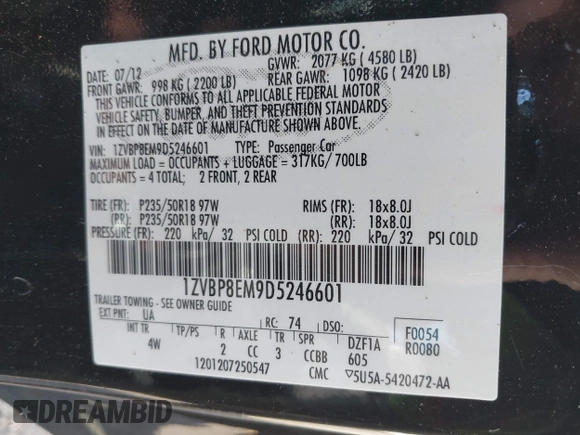 MFD. BY FORD MOTOR CO.
DATE: 07/12 GVWR: 2077 KG ( 4580 LB)
FRONT GAWR: 998 KG ( 2200 LB) REAR GAWR: 1098 KG ( 2420 LB)
THIS VEHICLE CONFORMS TO ALL APPLICABLE FEDERAL MOTOR
VEHICLE SAFETY, BUMPER, AND THEFT PREVENTION STANDARDS
IN EFFECT ON THE DATE OF MANUFACTURE SHOWN ABOVE.
VIN: 1ZVBP8EM9D5246601 TYPE: Passenger Car
MAXIMUM LOAD = OCCUPANTS + LUGGAGE = 317KG/ 700LB
OCCUPANTS = 4 TOTAL; 2 FRONT, 2 REAR
TIRE (FR): P235/50R18 97W RIMS (FR): 18x8.0J
(RR): P235/50R18 97W (RR): 18x8.0J
PRESSURE (FR): 220 kPa/ 32 PSI COLD (RR): 220 kPa/ 32 PSI COLD
1ZVBP8EM9D5246601
TRAILER TOWING - SEE OWNER GUIDE
EXT PNT: UA RC: 74 DSO: F0054
INT TR TP/PS R AXLE TR SPR DZF1A R0080
4W 2 CC 3 CCBB 605
1201207250547 CMC ▽5U5A-5420472-AA
DREAMBID